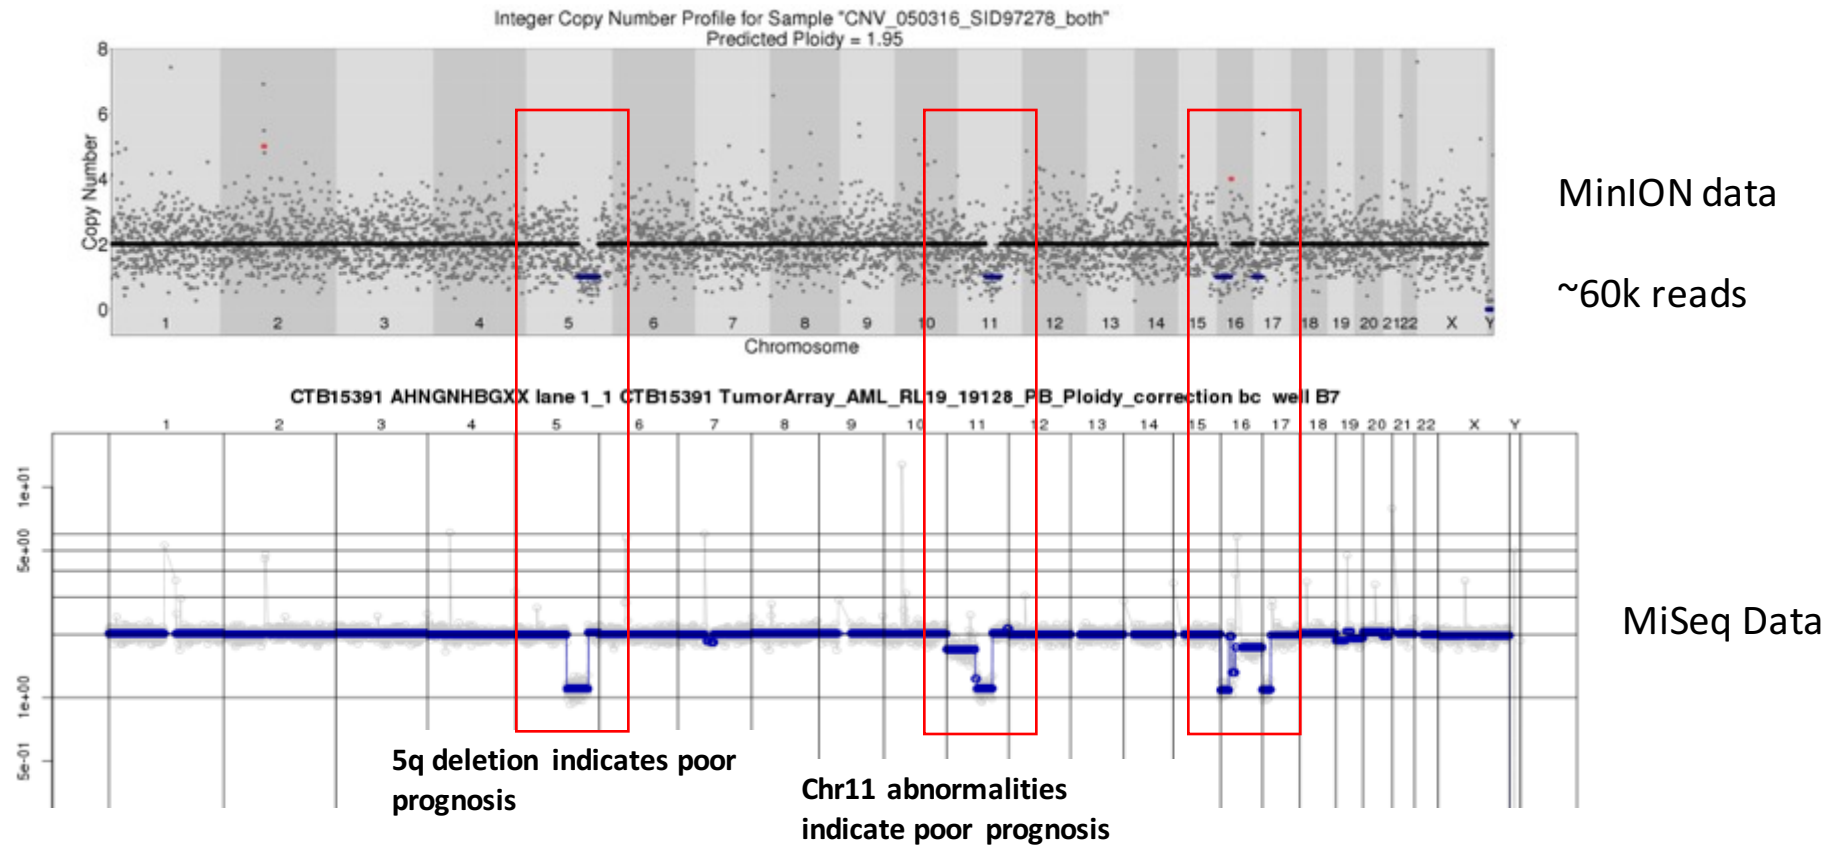 Integer Copy Number Profile for Sample "CNV_050316_SID97278_both"
Predicted Ploidy = 1.95
8
6
4
2
0
Copy Number
1 2 3 4 5 6 7 8 9 10 11 12 13 14 15 16 17 18 19 20 21 22 X Y
Chromosome
MinION data
~60k reads
CTB15391 AHNGNHBGXX lane 1_1 CTB15391 TumorArray_AML_RL19_19128_PB_Ploidy_correction bc well B7
1 2 3 4 5 6 7 8 9 10 11 12 13 14 15 16 17 18 19 20 21 22 X Y
1e+01
5e+00
1e+00
5e-01
MiSeq Data
5q deletion indicates poor
prognosis
Chr11 abnormalities
indicate poor prognosis